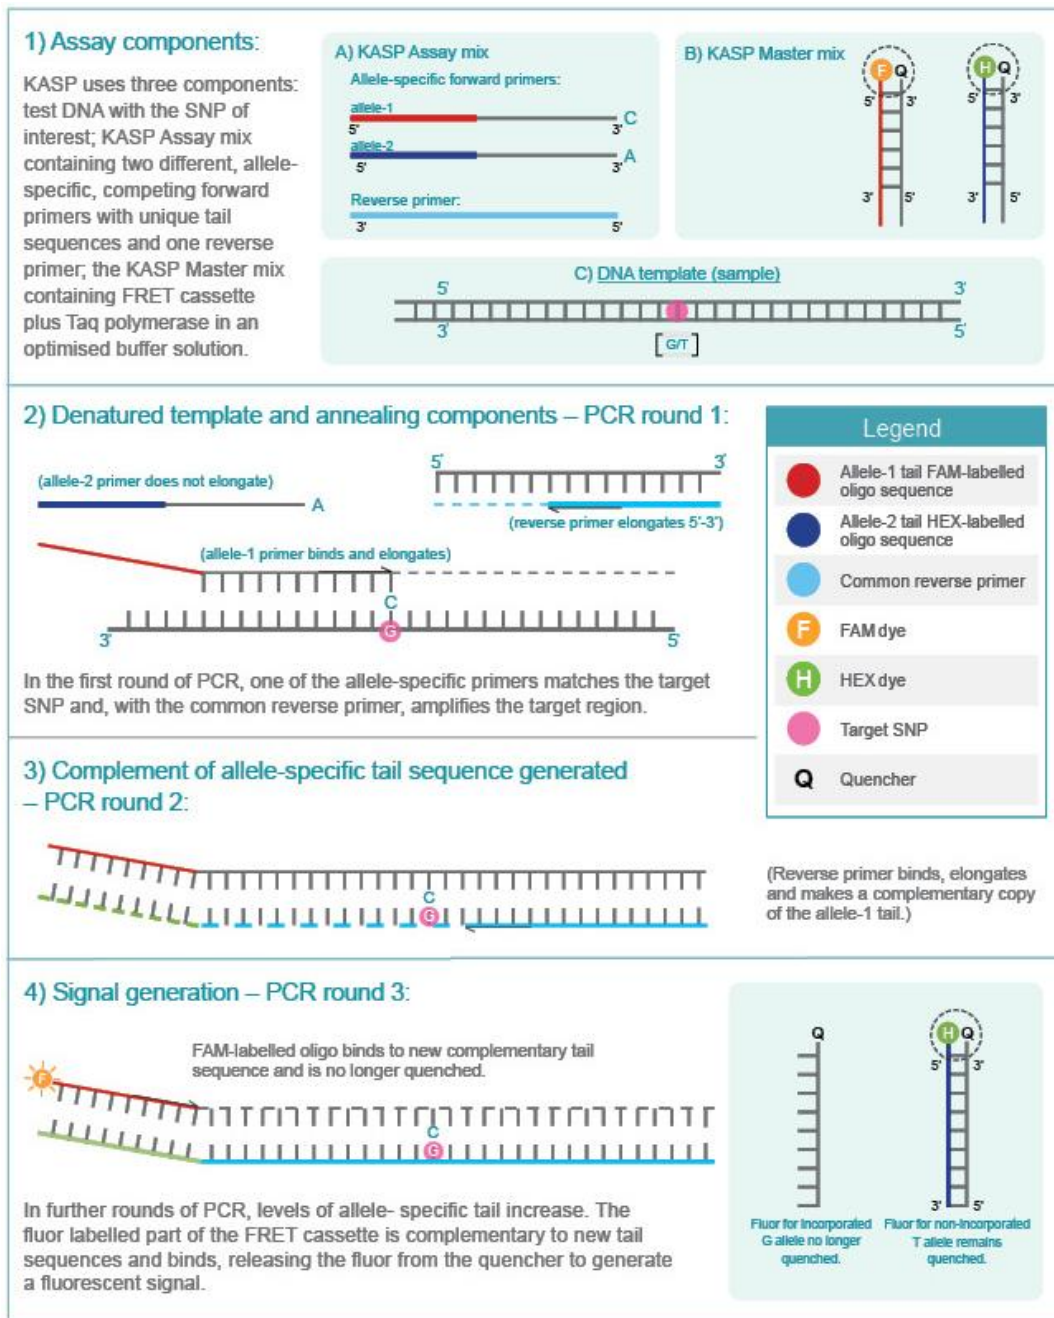 1) Assay components:
KASP uses three components:
test DNA with the SNP of
interest; KASP Assay mix
containing two different, allele-
specific, competing forward
primers with unique tail
sequences and one reverse
primer; the KASP Master mix
containing FRET cassette
plus Taq polymerase in an
optimised buffer solution.
A) KASP Assay mix
Allele-specific forward primers:
allele-1
5'
3'
C
allele-2
5'
3'
A
Reverse primer:
3'
5'
B) KASP Master mix
F Q
5' 3'
3' 5'
H Q
5' 3'
3' 5'
C) DNA template (sample)
5'
3'
3'
5'
[G/T]
2) Denatured template and annealing components – PCR round 1:
(allele-2 primer does not elongate)
A
5'
3'
(reverse primer elongates 5'-3')
(allele-1 primer binds and elongates)
C
G
3'
5'
In the first round of PCR, one of the allele-specific primers matches the target
SNP and, with the common reverse primer, amplifies the target region.
Legend
Allele-1 tail FAM-labelled
oligo sequence
Allele-2 tail HEX-labelled
oligo sequence
Common reverse primer
F FAM dye
H HEX dye
Target SNP
Q Quencher
3) Complement of allele-specific tail sequence generated
– PCR round 2:
C
G
(Reverse primer binds, elongates
and makes a complementary copy
of the allele-1 tail.)
4) Signal generation – PCR round 3:
FAM-labelled oligo binds to new complementary tail
sequence and is no longer quenched.
F
C
G
In further rounds of PCR, levels of allele- specific tail increase. The
fluor labelled part of the FRET cassette is complementary to new tail
sequences and binds, releasing the fluor from the quencher to generate
a fluorescent signal.
Q
Fluor for incorporated
G allele no longer
quenched.
H Q
5' 3'
3' 5'
Fluor for non-incorporated
T allele remains
quenched.